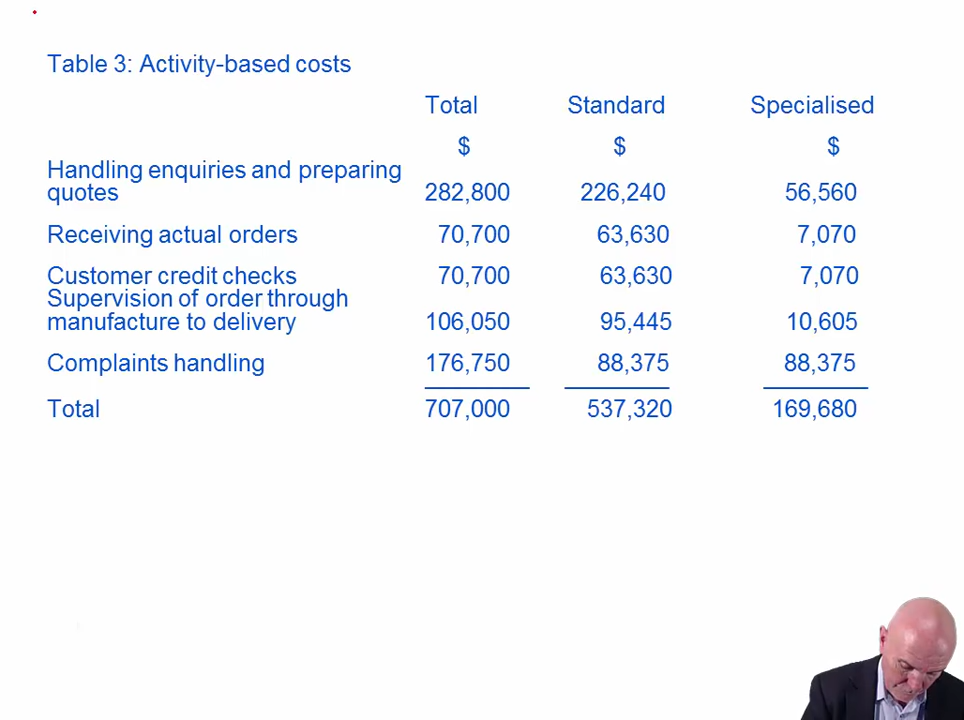 Table 3: Activity-based costs
Total Standard Specialised
$ $ $
Handling enquiries and preparing
quotes 282,800 226,240 56,560
Receiving actual orders 70,700 63,630 7,070
Customer credit checks 70,700 63,630 7,070
Supervision of order through
manufacture to delivery 106,050 95,445 10,605
Complaints handling 176,750 88,375 88,375
Total 707,000 537,320 169,680